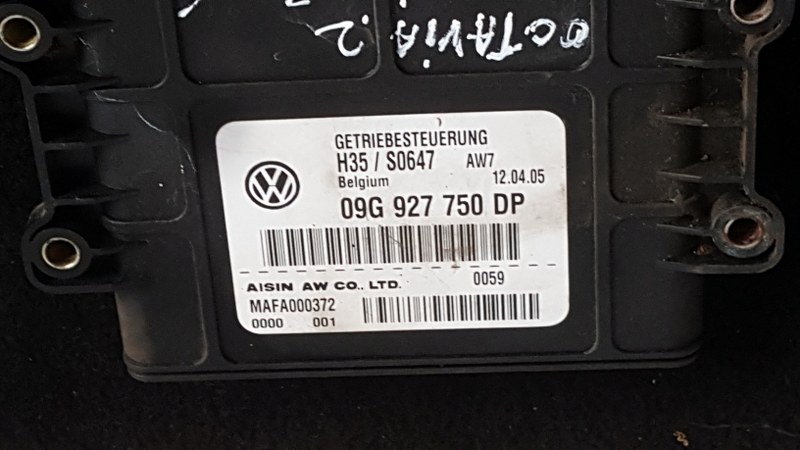 OCTAVIA 2
GETRIEBESTEUERUNG
H35 / S0647 AW7
Belgium 12.04.05
09G 927 750 DP
AISIN AW CO., LTD. 0059
MAFA000372
0000 001